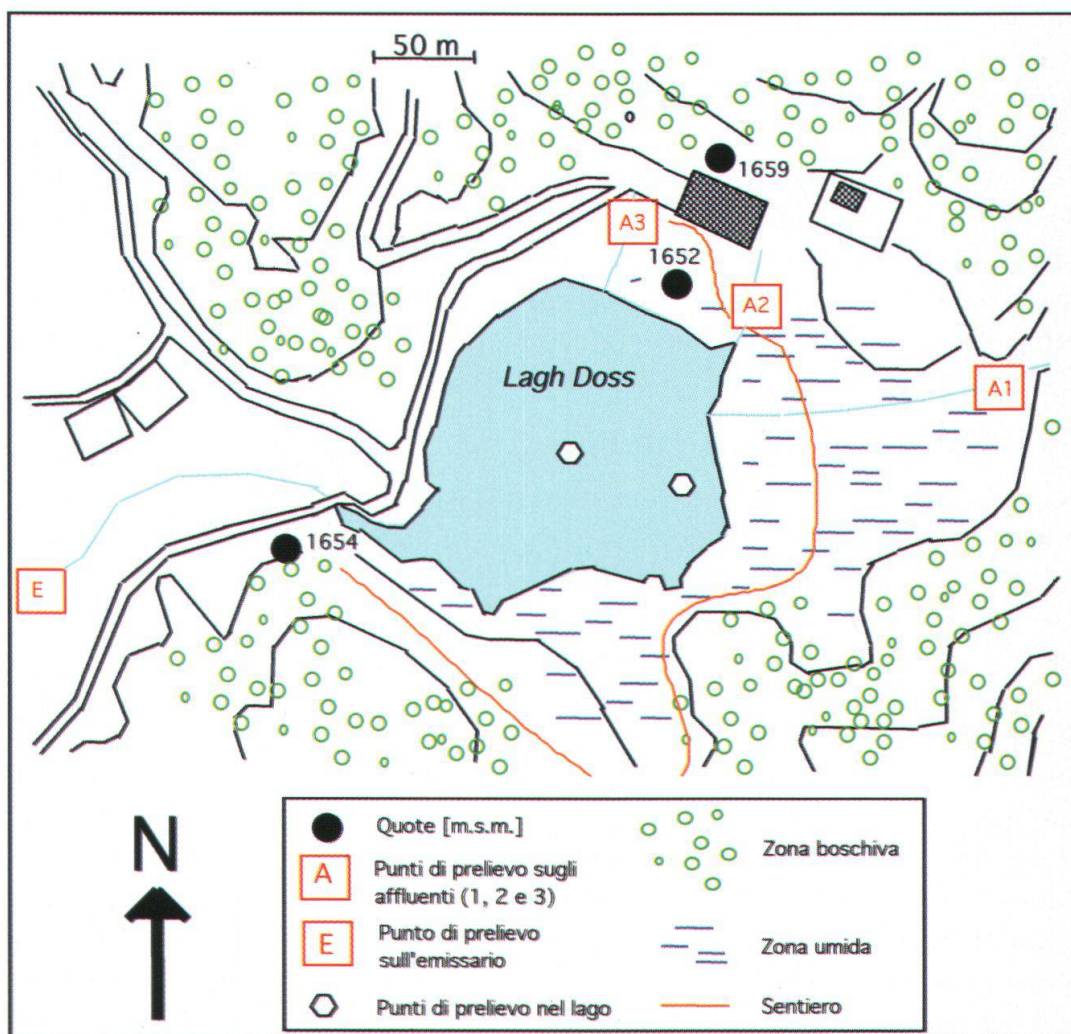 50 m
1659
A3
1652
A2
Lagh Doss
A1
1654
E
N
Quote [m.s.m.]
A
Punti di prelievo sugli
affluenti (1, 2 e 3)
E
Punto di prelievo
sull'emissario
Punti di prelievo nel lago
Zona boschiva
Zona umida
Sentiero